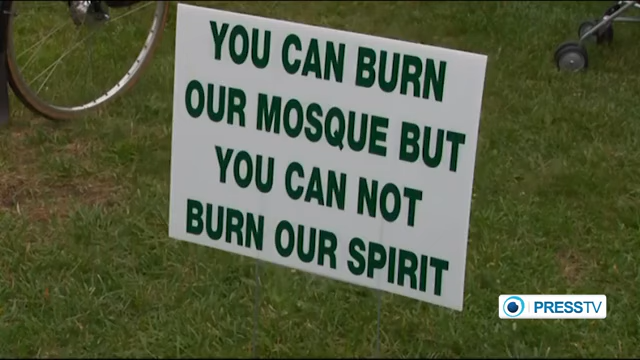 YOU CAN BURN
OUR MOSQUE BUT
YOU CAN NOT
BURN OUR SPIRIT
PRESSTV